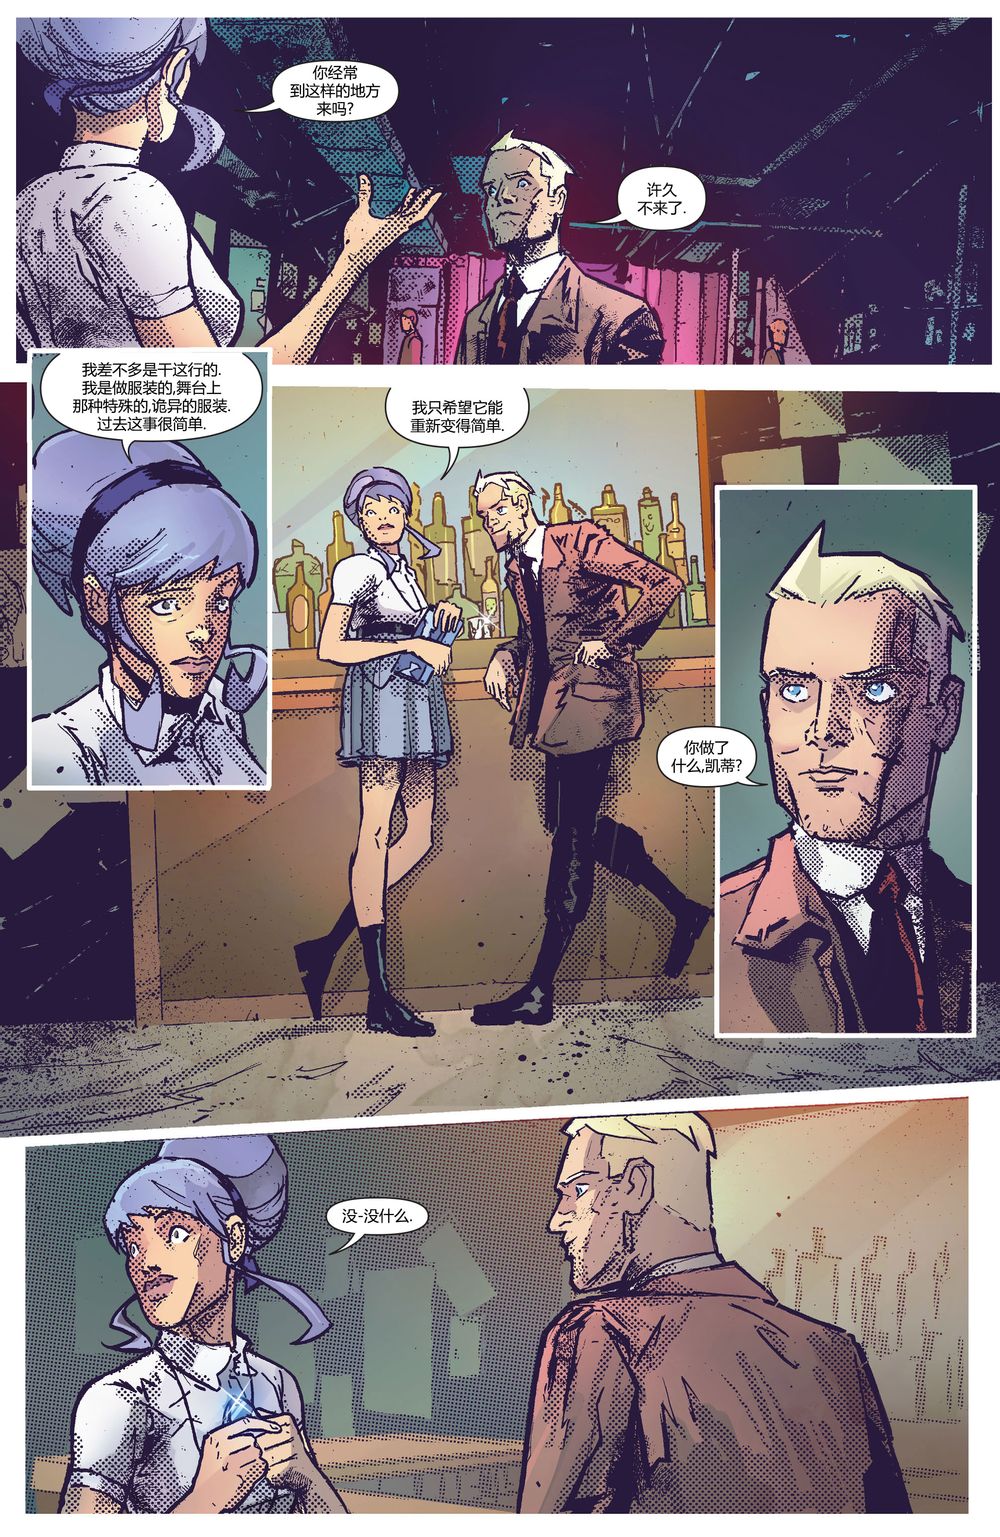 你经常
到这样的地方
来吗?
许久
不来了.
我差不多是干这行的.
我是做服装的,舞台上
那种特殊的,诡异的服装.
过去这事很简单.
我只希望它能
重新变得简单.
你做了
什么,凯蒂?
没-没什么.